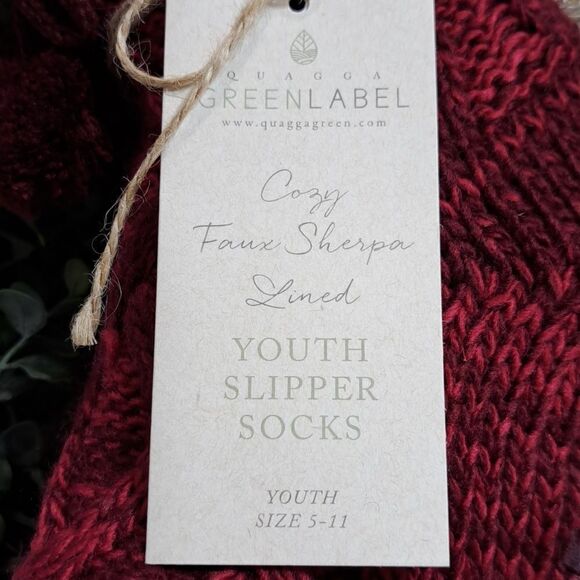 QUAGGA
GREENLABEL
www.quaggagreen.com
Cozy
Faux Sherpa
Lined
YOUTH
SLIPPER
SOCKS
YOUTH
SIZE 5-11